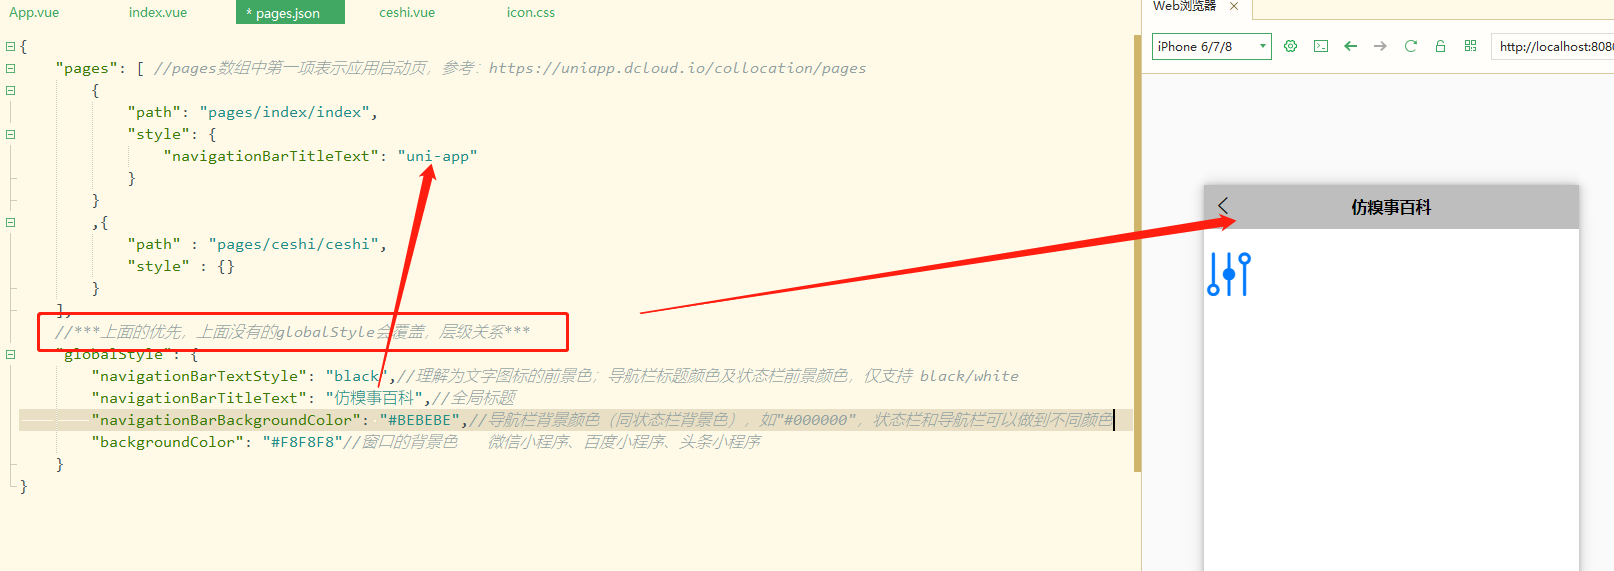 App.vue index.vue * pages.json ceshi.vue icon.css
{
"pages": [ //pages数组中第一项表示应用启动页，参考：https://uniapp.dcloud.io/collocation/pages
{
"path": "pages/index/index",
"style": {
"navigationBarTitleText": "uni-app"
}
}
,{
"path" : "pages/ceshi/ceshi",
"style" : {}
}
],
//***上面的优先，上面没有的globalStyle会覆盖，层级关系***
"globalStyle": {
"navigationBarTextStyle": "black",//理解为文字图标的前景色；导航栏标题颜色及状态栏前景颜色，仅支持 black/white
"navigationBarTitleText": "仿糗事百科",//全局标题
"navigationBarBackgroundColor": "#BEBEBE",//导航栏背景颜色（同状态栏背景色），如"#000000"，状态栏和导航栏可以做到不同颜色
"backgroundColor": "#F8F8F8"//窗口的背景色 微信小程序、百度小程序、头条小程序
}
}
Web浏览器 ×
iPhone 6/7/8
http://localhost:8080
仿糗事百科